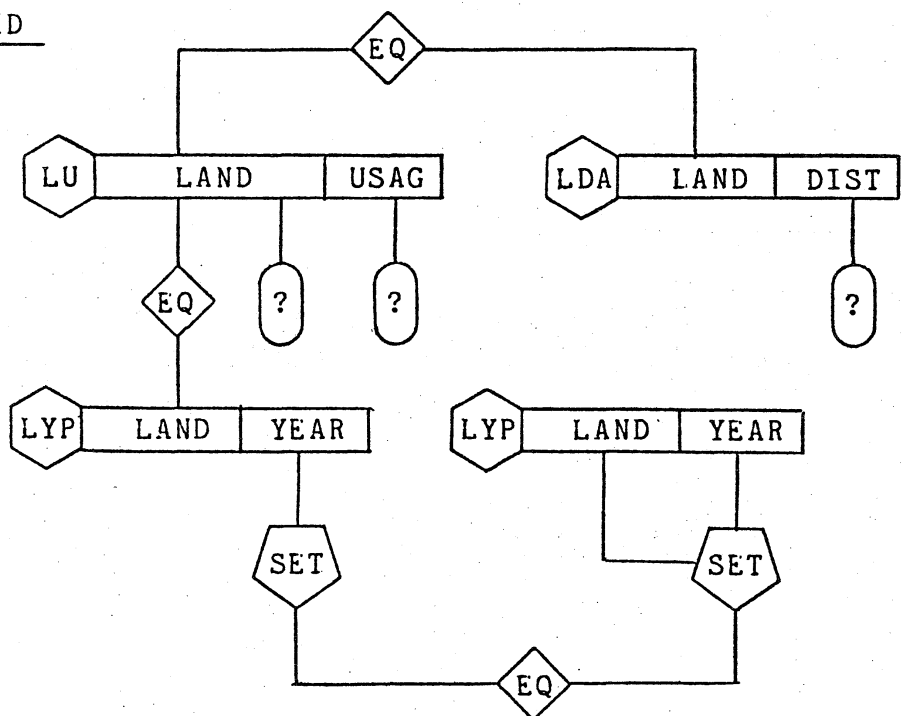 EQ
LU LAND USAG
LDA LAND DIST
EQ ? ? ?
LYP LAND YEAR
LYP LAND YEAR
SET SET
EQ